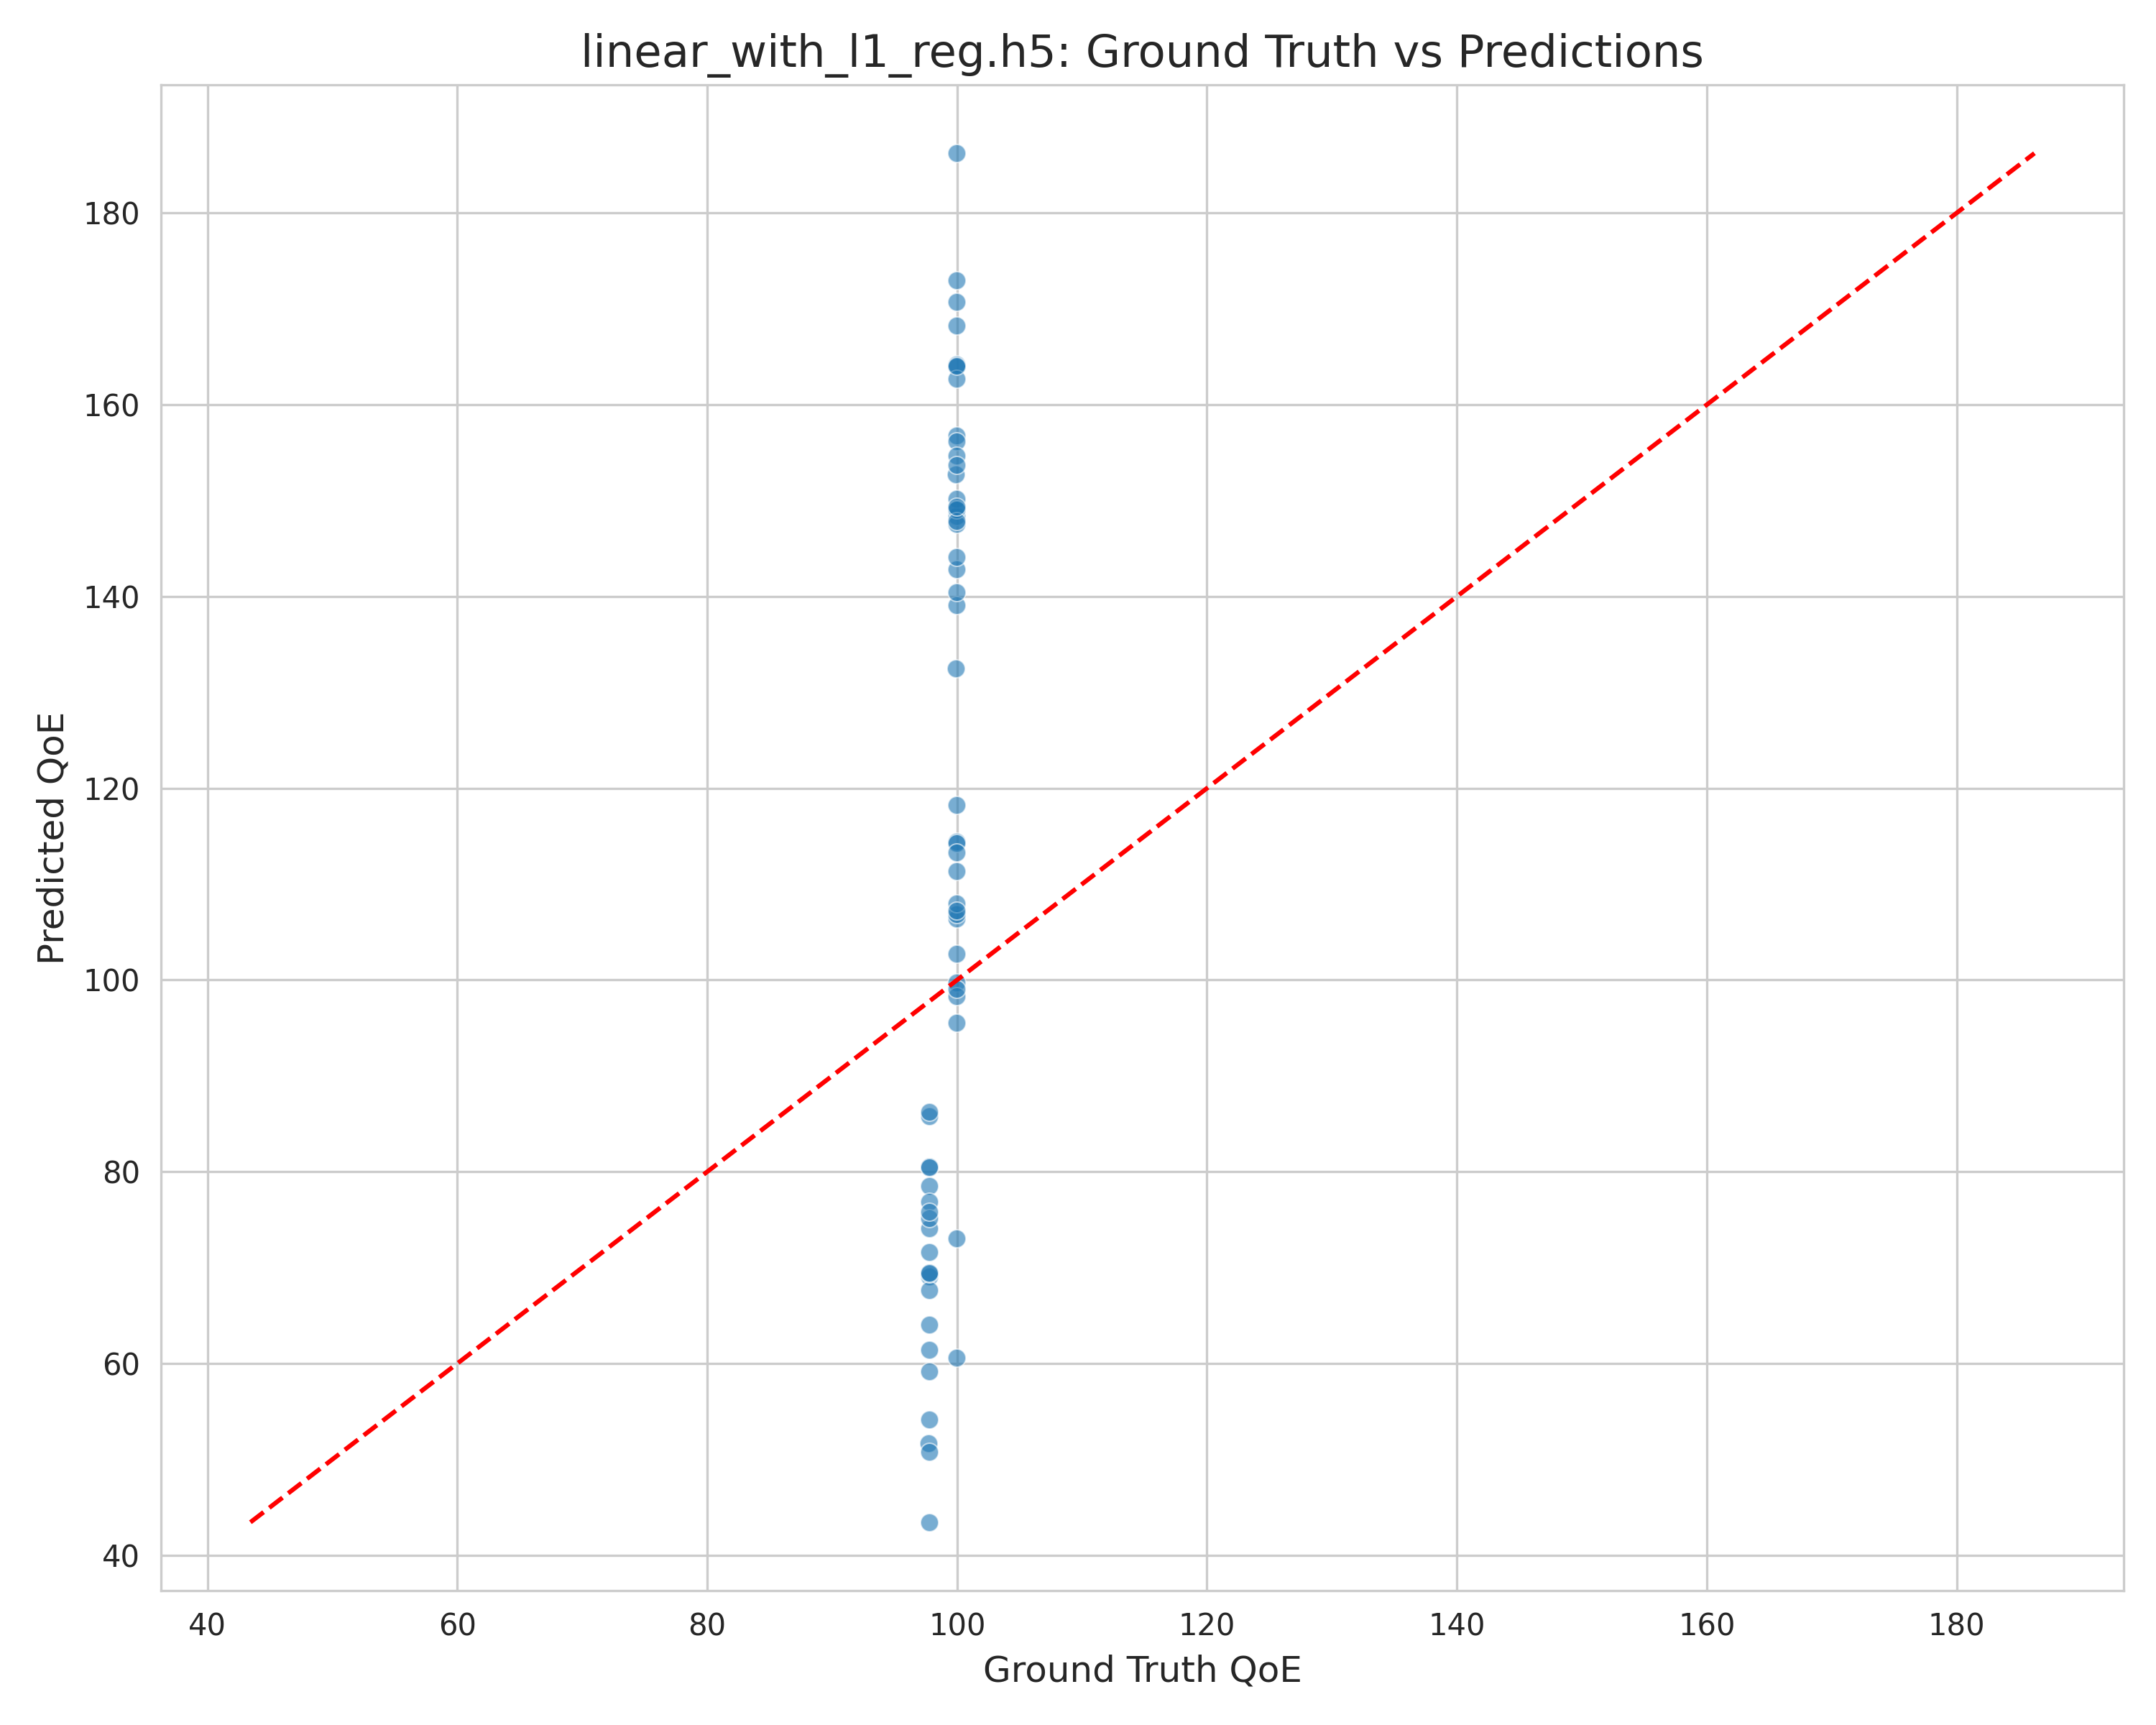 linear_with_l1_reg.h5: Ground Truth vs Predictions
Predicted QoE
180
160
140
120
100
80
60
40
40 60 80 100 120 140 160 180
Ground Truth QoE